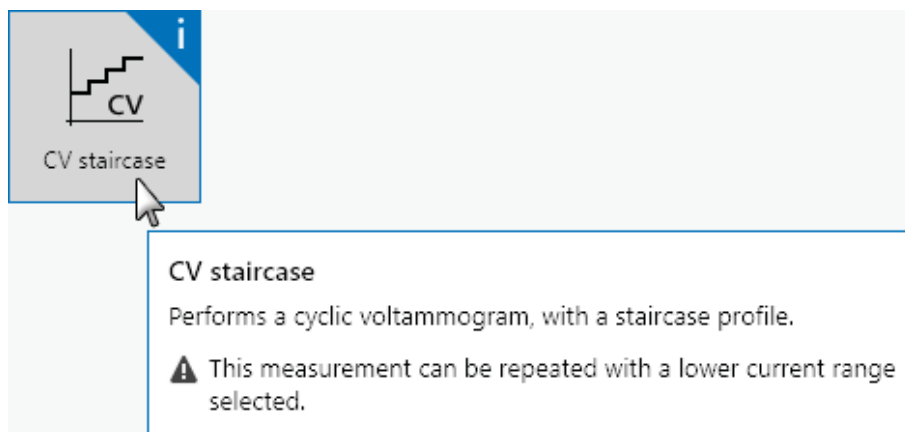 i
CV
CV staircase
CV staircase
Performs a cyclic voltammogram, with a staircase profile.
This measurement can be repeated with a lower current range
selected.